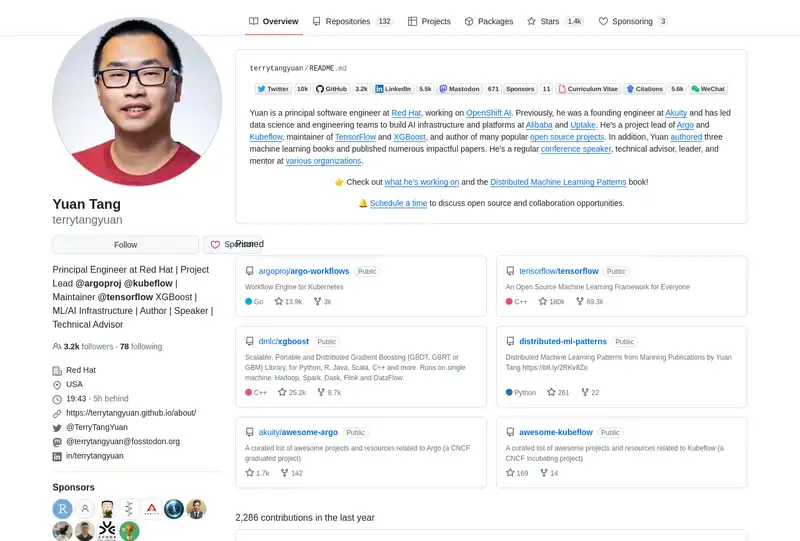 Overview
Repositories 132
Projects
Packages
Stars 1.4k
Sponsoring 3
Yuan Tang
terrytangyuan
Follow
Sponsor
Principal Engineer at Red Hat | Project
Lead @argoproj @kubeflow |
Maintainer @tensorflow XGBoost |
ML/AI Infrastructure | Author | Speaker |
Technical Advisor
3.2k followers · 78 following
Red Hat
USA
19:43 - 5h behind
https://terrytangyuan.github.io/about/
@TerryTangYuan
@terrytangyuan@fosstodon.org
in/terrytangyuan
Sponsors
terrytangyuan/README.md
Twitter 10k GitHub 3.2k LinkedIn 5.5k Mastodon 671 Sponsors 11 Curriculum Vitae Citations 5.6k WeChat
Yuan is a principal software engineer at Red Hat, working on OpenShift AI. Previously, he was a founding engineer at Akuity and has led
data science and engineering teams to build AI infrastructure and platforms at Alibaba and Uptake. He's a project lead of Argo and
Kubeflow, maintainer of TensorFlow and XGBoost, and author of many popular open source projects. In addition, Yuan authored three
machine learning books and published numerous impactful papers. He's a regular conference speaker, technical advisor, leader, and
mentor at various organizations.
👉 Check out what he's working on and the Distributed Machine Learning Patterns book!
🔔 Schedule a time to discuss open source and collaboration opportunities.
Pinned
argoproj/argo-workflows Public
Workflow Engine for Kubernetes
Go 13.9k 3k
tensorflow/tensorflow Public
An Open Source Machine Learning Framework for Everyone
C++ 180k 89.3k
dmlc/xgboost Public
Scalable, Portable and Distributed Gradient Boosting (GBDT, GBRT or
GBM) Library, for Python, R, Java, Scala, C++ and more. Runs on single
machine, Hadoop, Spark, Dask, Flink and DataFlow
C++ 25.2k 8.7k
distributed-ml-patterns Public
Distributed Machine Learning Patterns from Manning Publications by Yuan
Tang https://bit.ly/2RKv8Zo
Python 261 22
akuity/awesome-argo Public
A curated list of awesome projects and resources related to Argo (a CNCF
graduated project)
1.7k 142
awesome-kubeflow Public
A curated list of awesome projects and resources related to Kubeflow (a CNCF
incubating project)
169 14
2,286 contributions in the last year